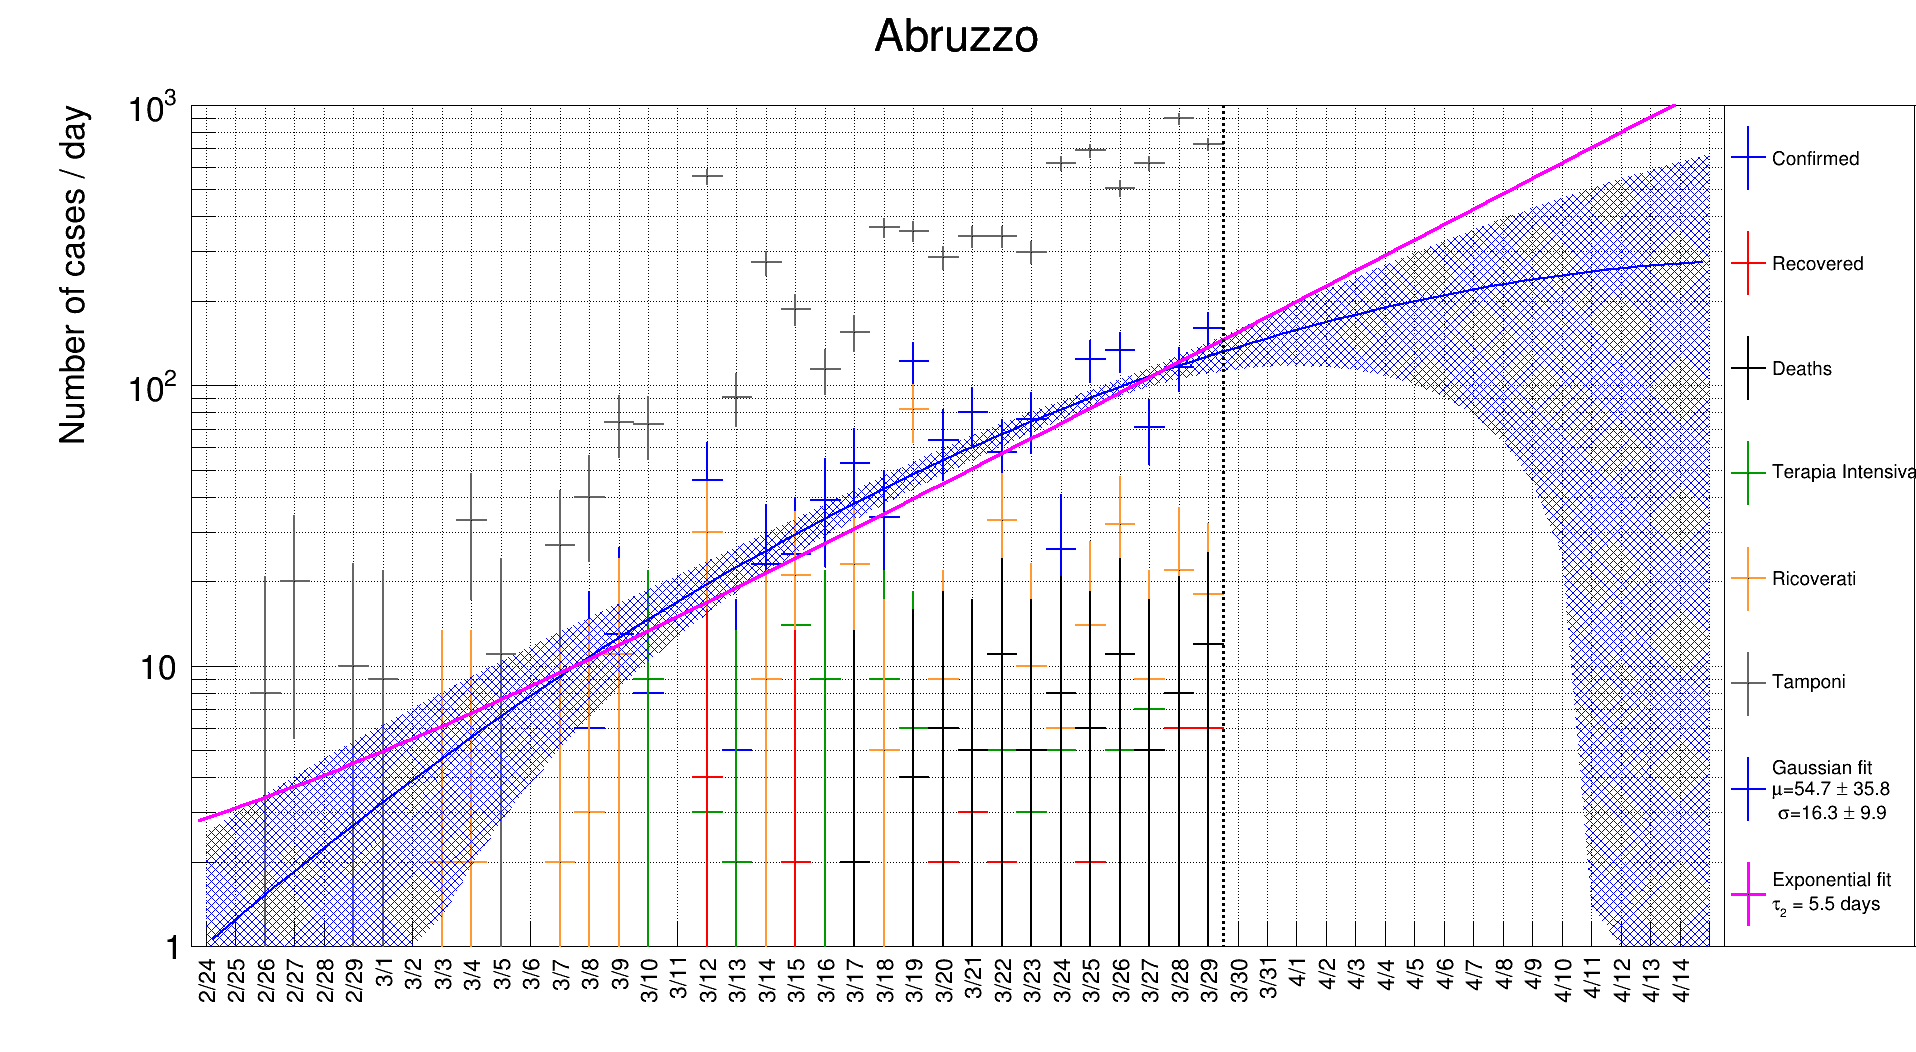 Abruzzo
Number of cases / day
10³
10²
10
1
2/24 2/25 2/26 2/27 2/28 2/29 3/1 3/2 3/3 3/4 3/5 3/6 3/7 3/8 3/9 3/10 3/11 3/12 3/13 3/14 3/15 3/16 3/17 3/18 3/19 3/20 3/21 3/22 3/23 3/24 3/25 3/26 3/27 3/28 3/29 3/30 3/31 4/1 4/2 4/3 4/4 4/5 4/6 4/7 4/8 4/9 4/10 4/11 4/12 4/13 4/14
Confirmed
Recovered
Deaths
Terapia Intensiva
Ricoverati
Tamponi
Gaussian fit
μ=54.7 ± 35.8
σ=16.3 ± 9.9
Exponential fit
τ₂ = 5.5 days